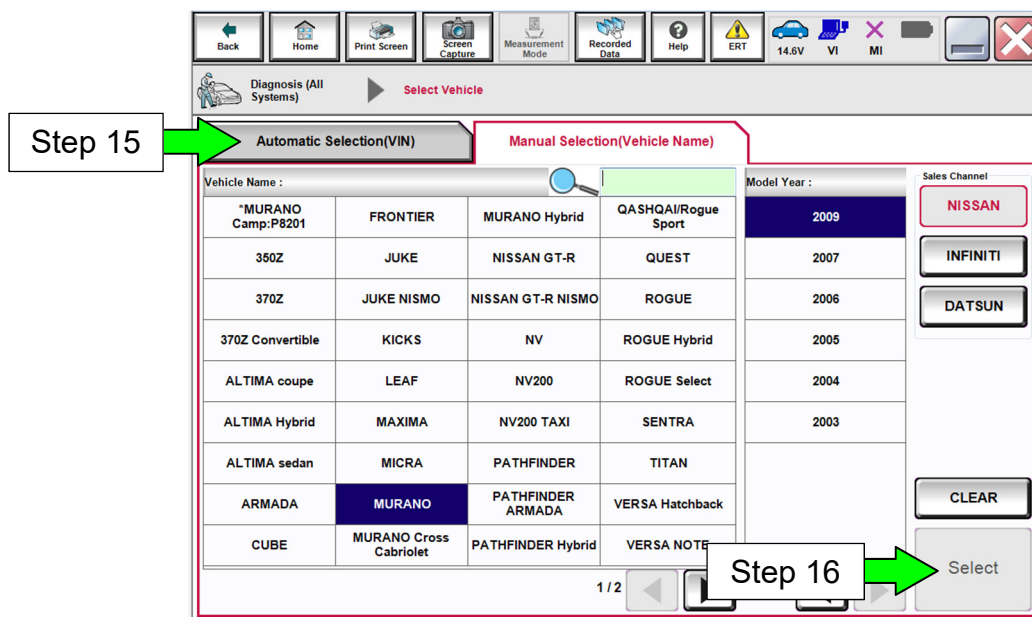 Back
Home
Print Screen
Screen
Capture
Measurement
Mode
Recorded
Data
Help
ERT
14.6V
VI
MI
Diagnosis (All
Systems)
Select Vehicle
Step 15
Automatic Selection(VIN)
Manual Selection(Vehicle Name)
Vehicle Name :
Model Year :
Sales Channel
*MURANO
Camp:P8201
FRONTIER
MURANO Hybrid
QASHQAI/Rogue
Sport
2009
NISSAN
350Z
JUKE
NISSAN GT-R
QUEST
2007
INFINITI
370Z
JUKE NISMO
NISSAN GT-R NISMO
ROGUE
2006
DATSUN
370Z Convertible
KICKS
NV
ROGUE Hybrid
2005
ALTIMA coupe
LEAF
NV200
ROGUE Select
2004
ALTIMA Hybrid
MAXIMA
NV200 TAXI
SENTRA
2003
ALTIMA sedan
MICRA
PATHFINDER
TITAN
ARMADA
MURANO
PATHFINDER
ARMADA
VERSA Hatchback
CLEAR
CUBE
MURANO Cross
Cabriolet
PATHFINDER Hybrid
VERSA NOTE
Step 16
Select
1 / 2